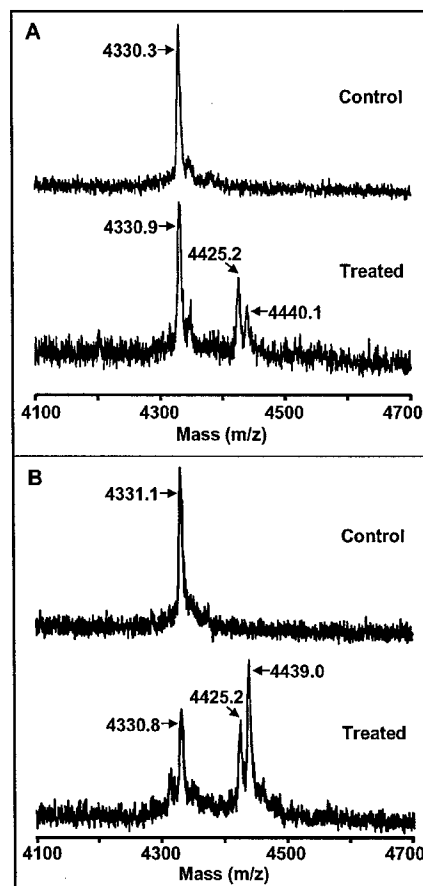 A
4330.3
Control
4330.9
4425.2
Treated
4440.1
4100 4300 4500 4700
Mass (m/z)
B
4331.1
Control
4439.0
4425.2
4330.8
Treated
4100 4300 4500 4700
Mass (m/z)